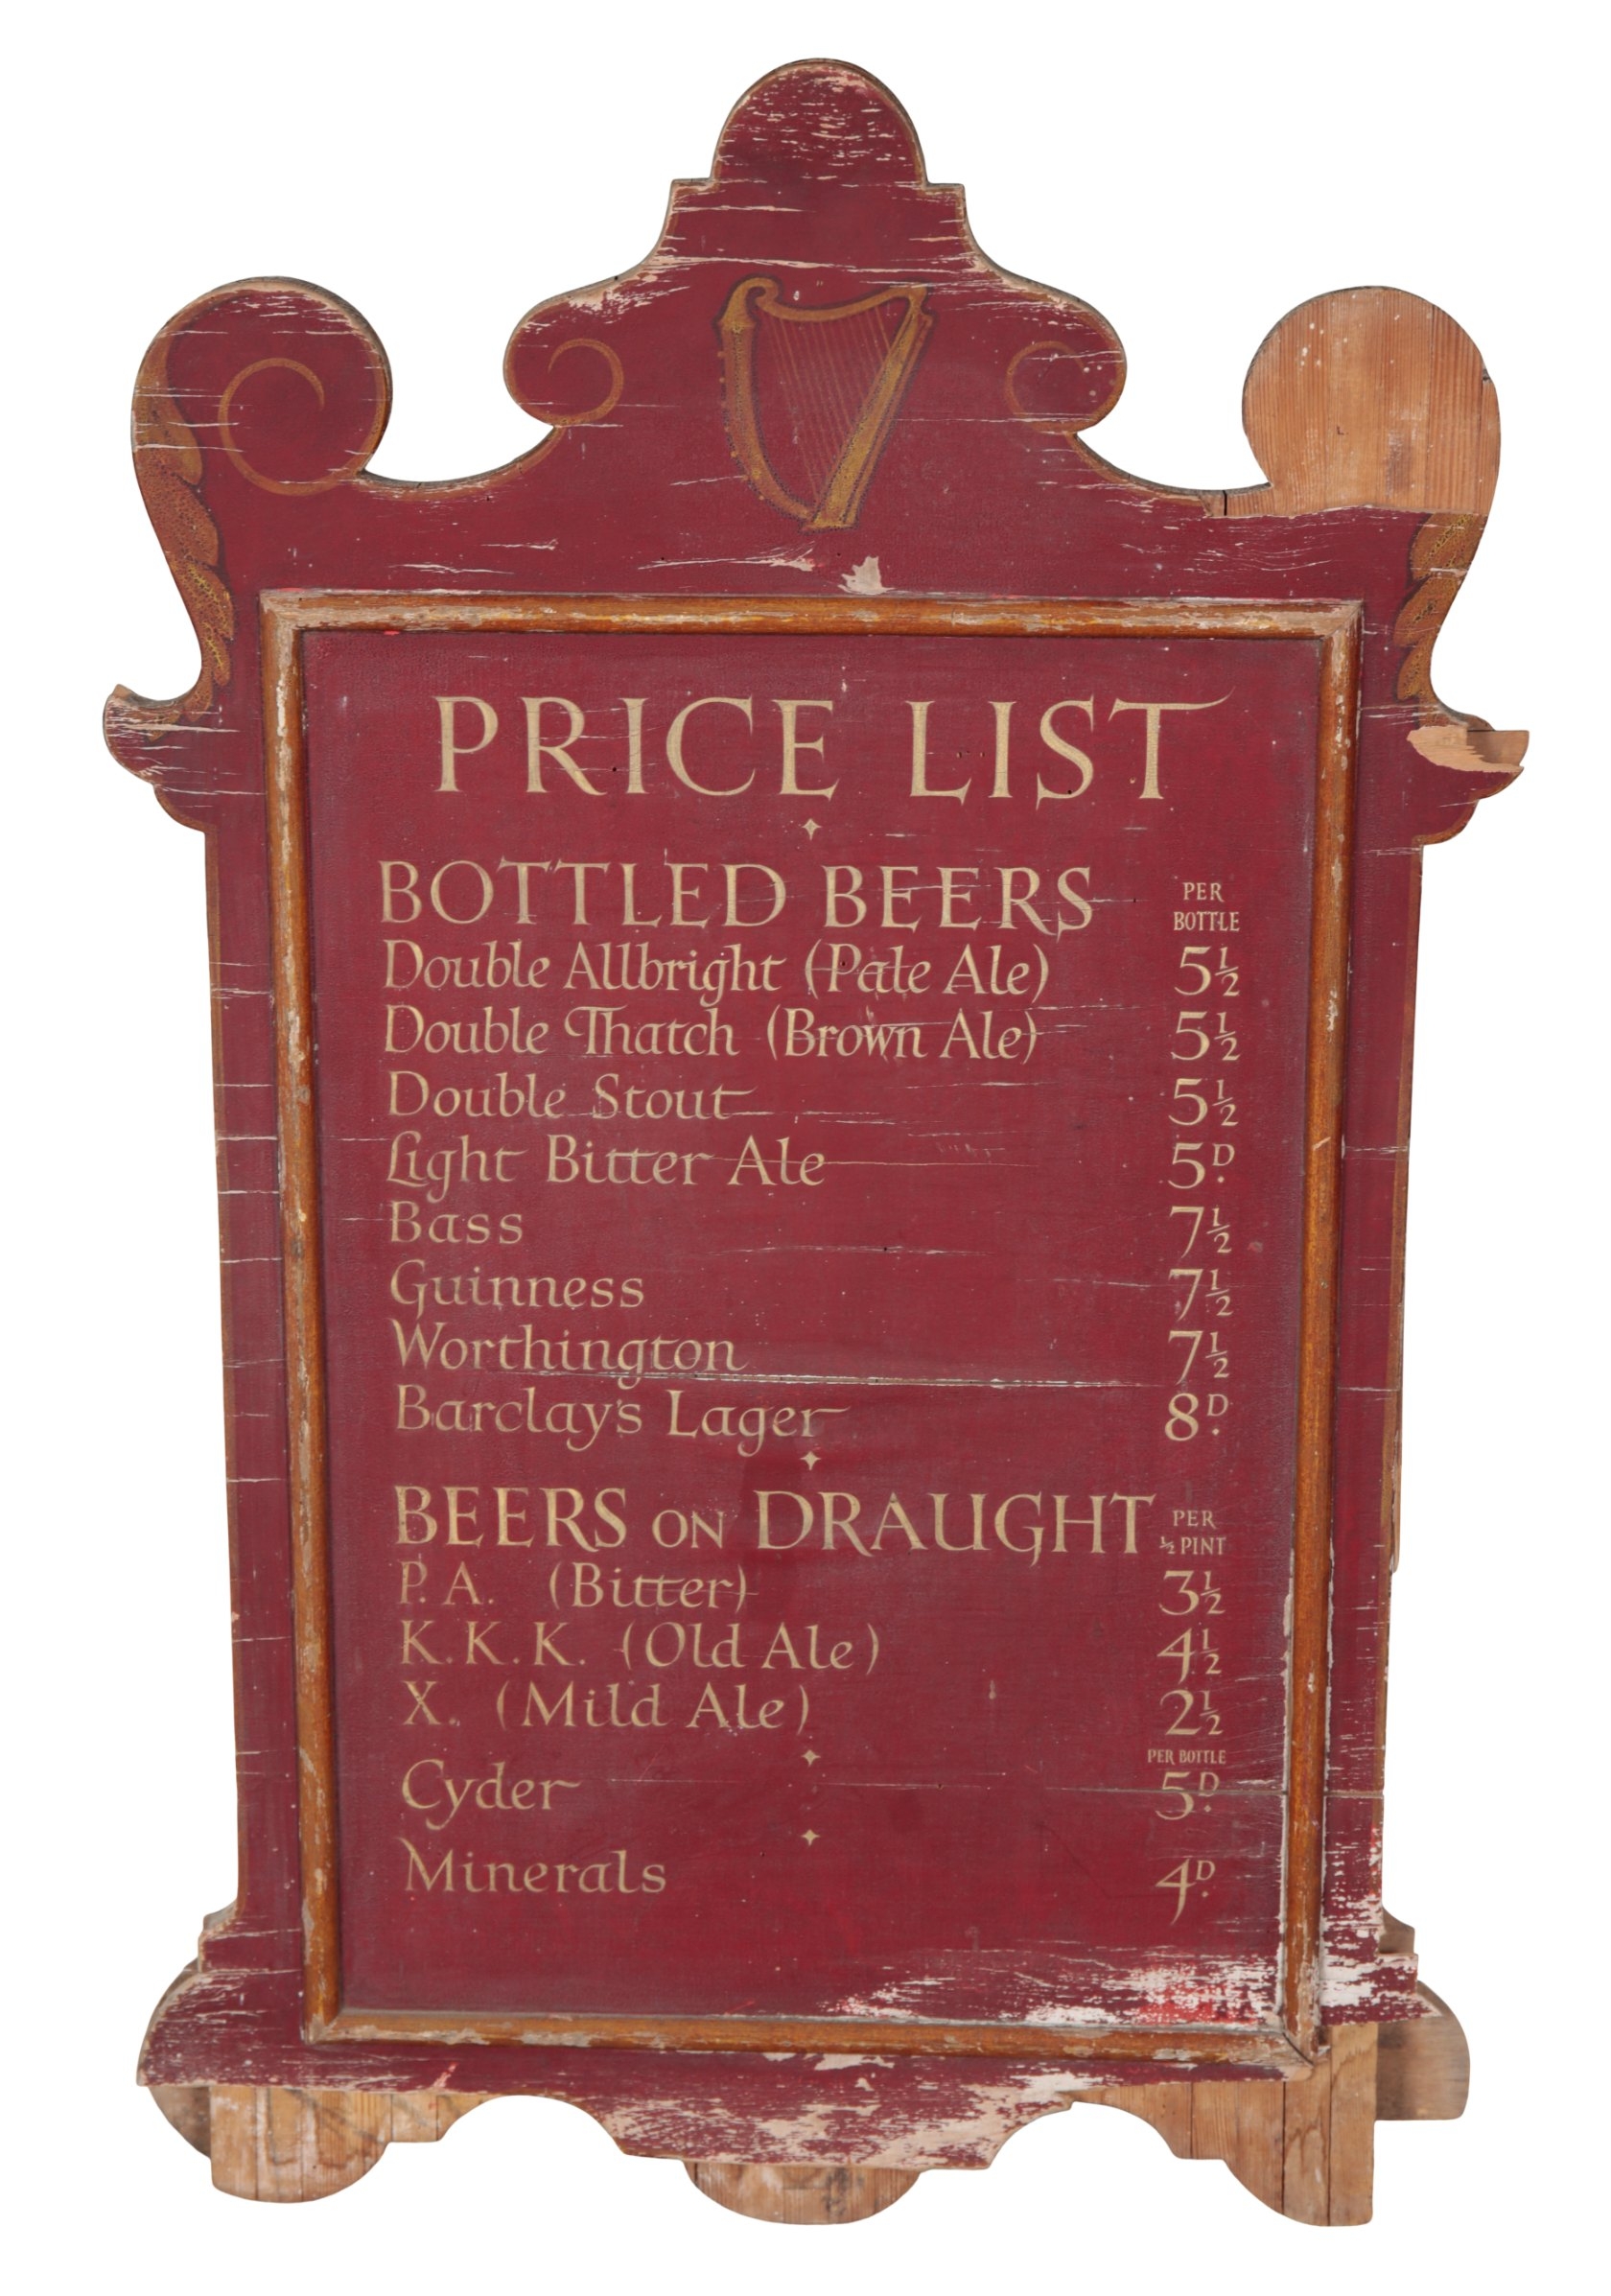 PRICE LIST
BOTTLED BEERS PER BOTTLE
Double Allbright (Pale Ale) 5½
Double Thatch (Brown Ale) 5½
Double Stout 5½
Light Bitter Ale 5D.
Bass 7½
Guinness 7½
Worthington 7½
Barclay's Lager 8D.
BEERS ON DRAUGHT PER ½ PINT
P.A. (Bitter) 3½
K.K.K. (Old Ale) 4½
X. (Mild Ale) 2½
PER BOTTLE
Cyder 5D.
Minerals 4D.